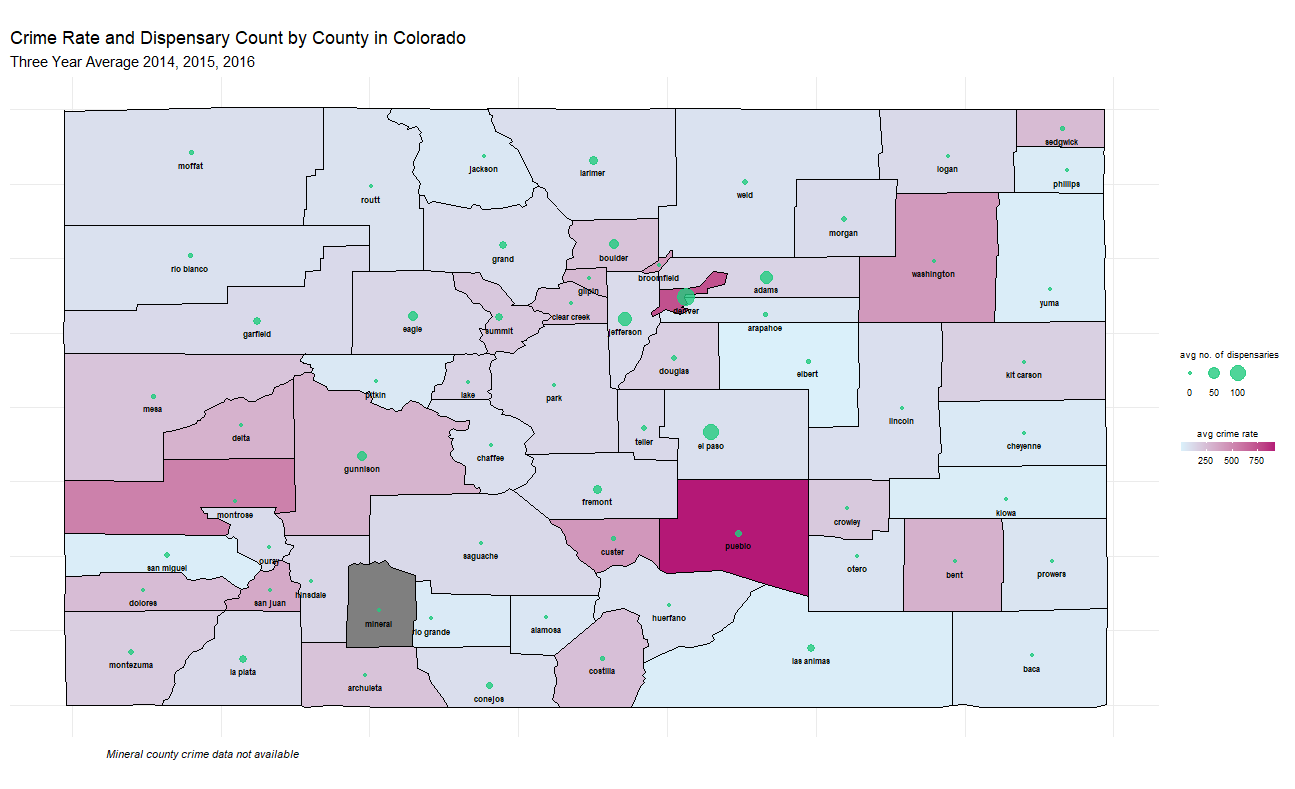 Crime Rate and Dispensary Count by County in Colorado
Three Year Average 2014, 2015, 2016
sedgwick
moffat
jackson
larimer
logan
phillips
routt
weld
morgan
rio blanco
grand
boulder
washington
broomfield
gilpin
adams
yuma
clear creek
denver
garfield
eagle
summit
jefferson
arapahoe
avg no. of dispensaries
0 50 100
douglas
elbert
kit carson
pitkin
lake
park
mesa
lincoln
avg crime rate
250 500 750
delta
teller
el paso
cheyenne
chaffee
gunnison
fremont
montrose
crowley
kiowa
pueblo
custer
saguache
ouray
san miguel
otero
bent
prowers
hinsdale
dolores
san juan
mineral
rio grande
alamosa
huerfano
montezuma
la plata
costilla
las animas
baca
archuleta
conejos
Mineral county crime data not available